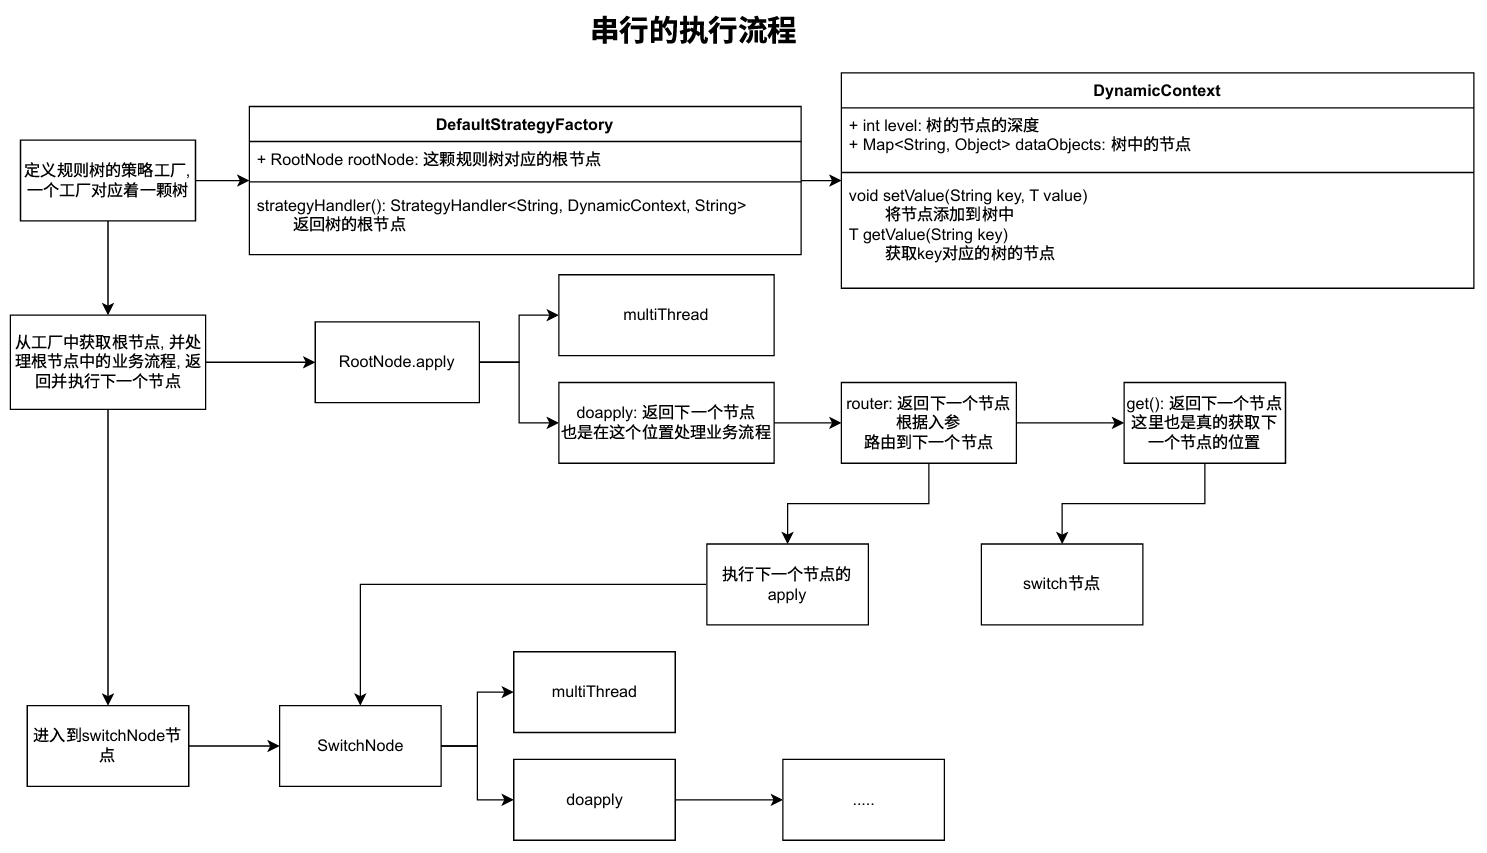 串行的执行流程
DynamicContext
+ int level: 树的节点的深度
+ Map<String, Object> dataObjects: 树中的节点
void setValue(String key, T value)
将节点添加到树中
T getValue(String key)
获取key对应的树的节点
DefaultStrategyFactory
+ RootNode rootNode: 这颗规则树对应的根节点
strategyHandler(): StrategyHandler<String, DynamicContext, String>
返回树的根节点
定义规则树的策略工厂,
一个工厂对应着一颗树
multiThread
从工厂中获取根节点, 并处
理根节点中的业务流程, 返
回并执行下一个节点
RootNode.apply
doapply: 返回下一个节点
也是在这个位置处理业务流程
router: 返回下一个节点
根据入参
路由到下一个节点
get(): 返回下一个节点
这里也是真的获取下
一个节点的位置
执行下一个节点的
apply
switch节点
multiThread
进入到switchNode节
点
SwitchNode
doapply
.....